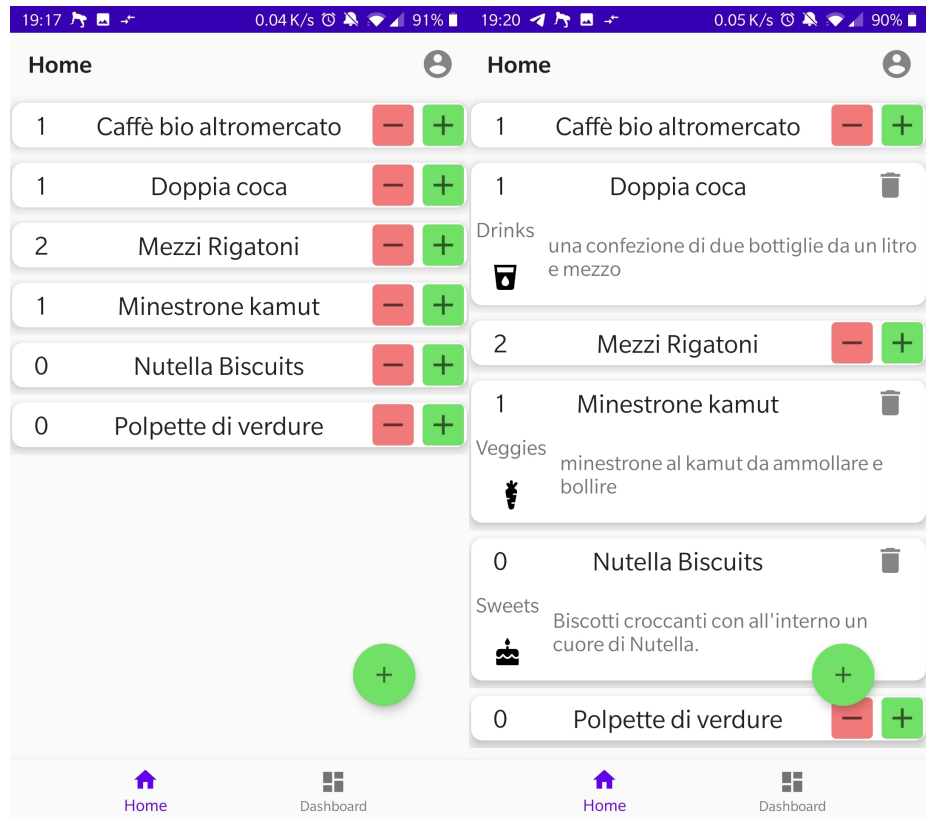 19:17 0.04 K/s 91%
Home
1 Caffè bio altromercato
1 Doppia coca
2 Mezzi Rigatoni
1 Minestrone kamut
0 Nutella Biscuits
0 Polpette di verdure
+
Home Dashboard
19:20 0.05 K/s 90%
Home
1 Caffè bio altromercato
1 Doppia coca
Drinks
una confezione di due bottiglie da un litro
e mezzo
2 Mezzi Rigatoni
1 Minestrone kamut
Veggies
minestrone al kamut da ammollare e
bollire
0 Nutella Biscuits
Sweets
Biscotti croccanti con all'interno un
cuore di Nutella.
+
0 Polpette di verdure
Home Dashboard